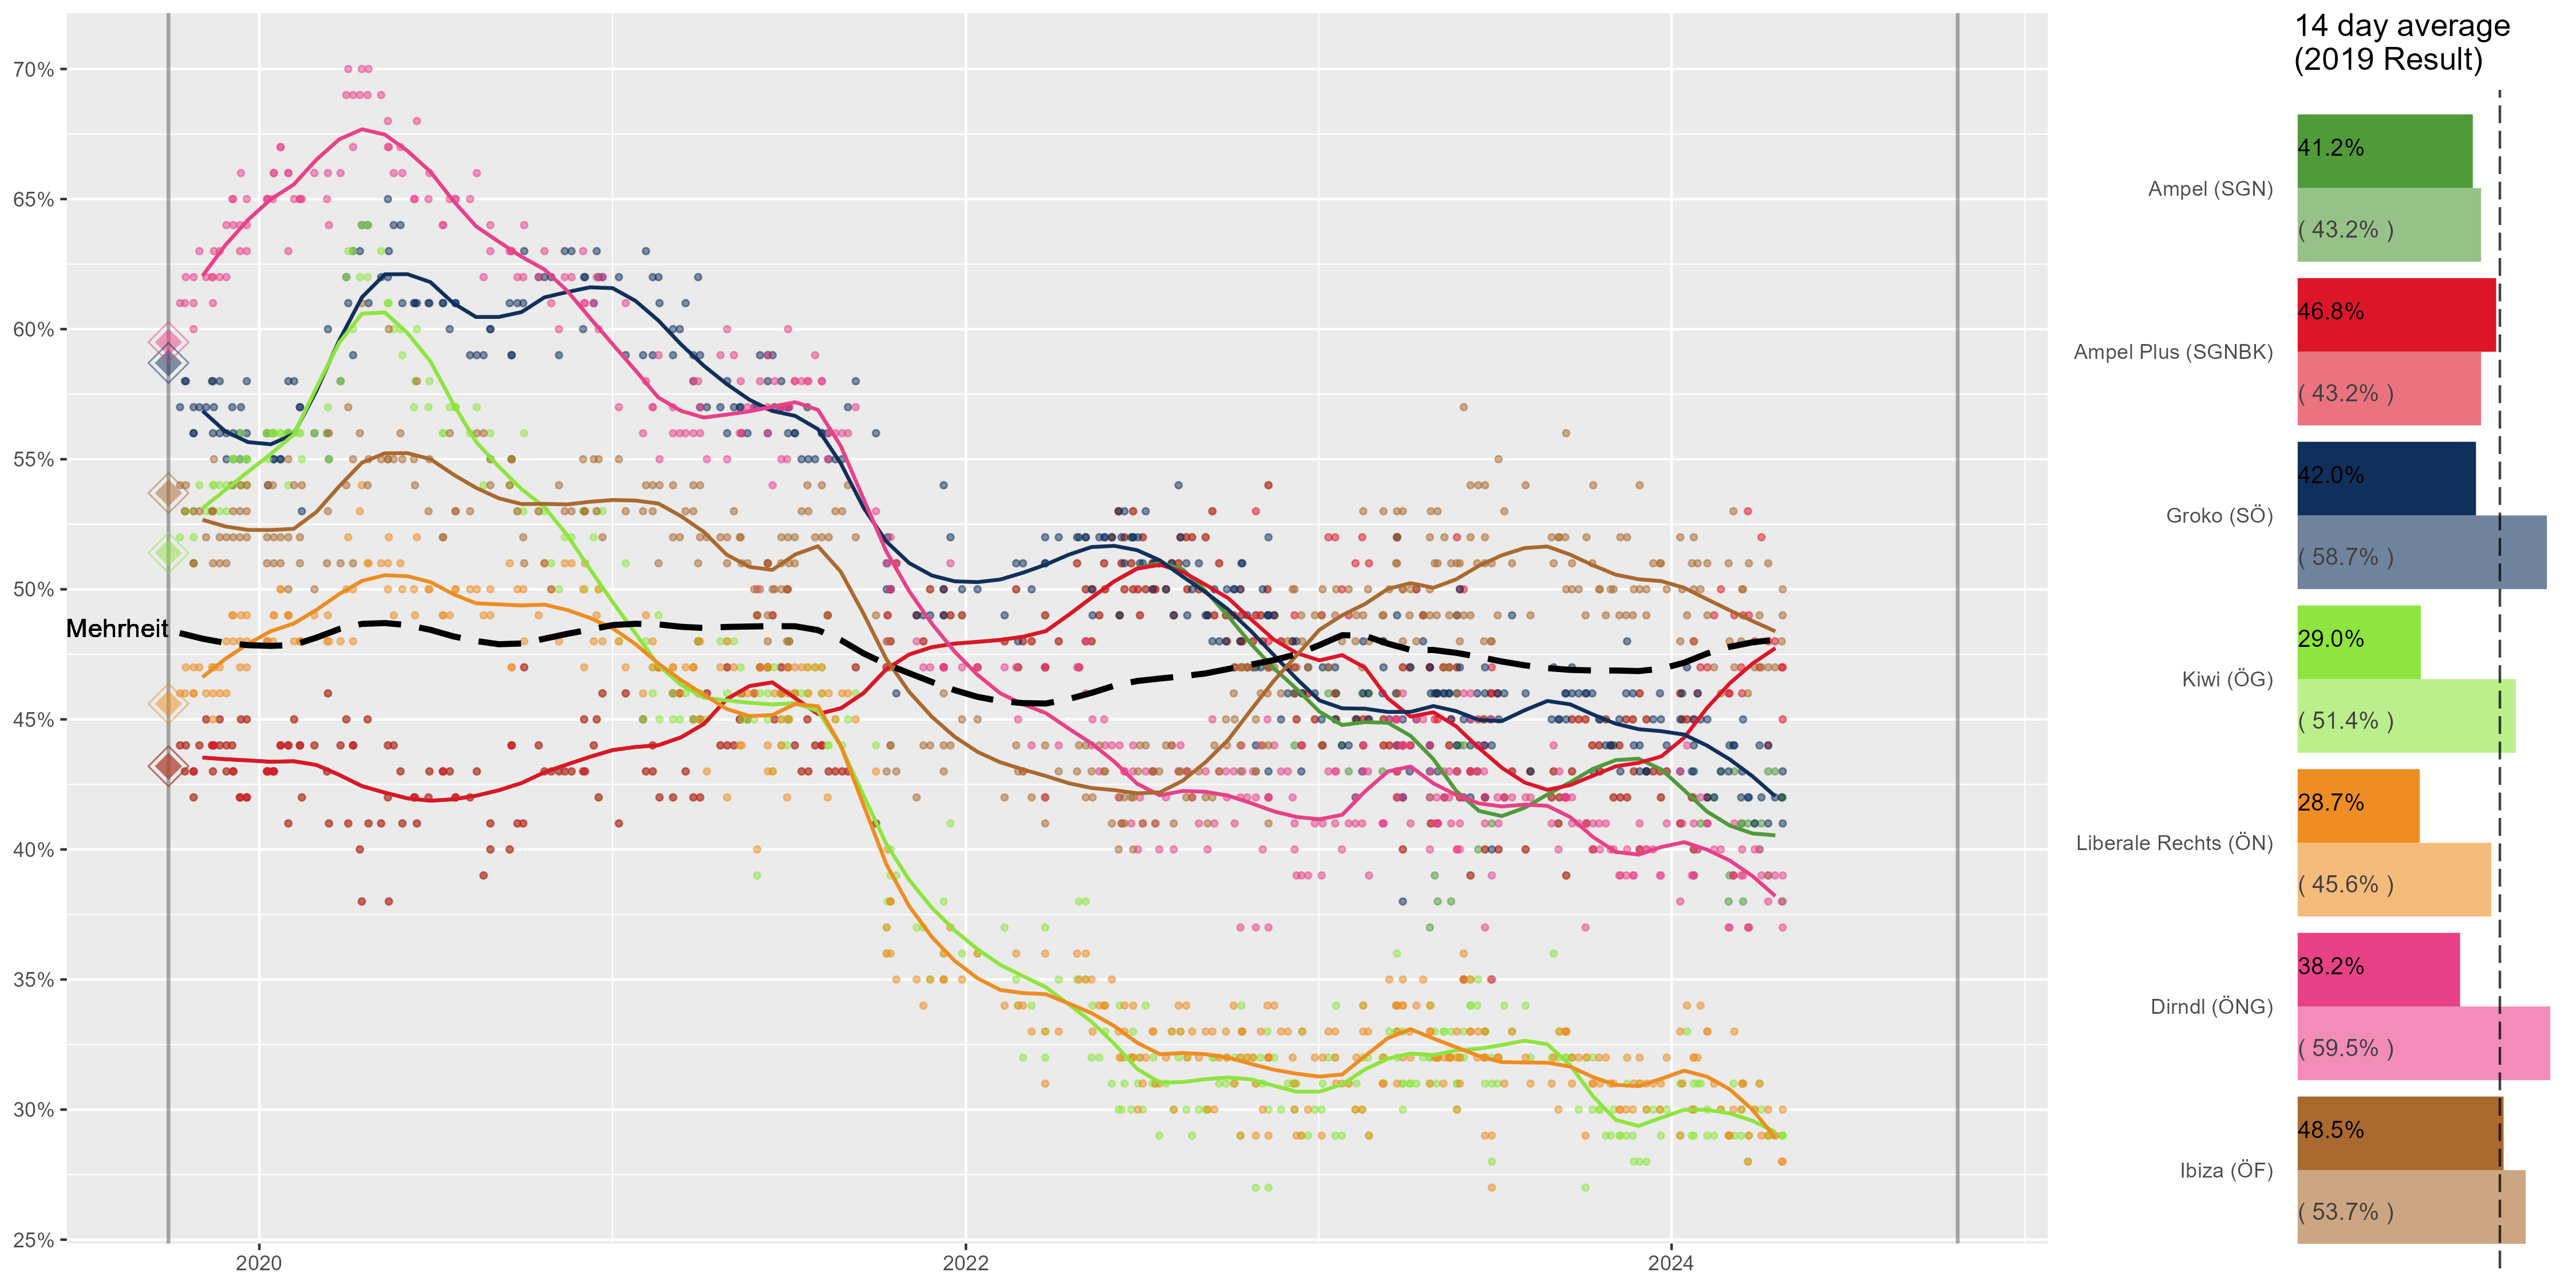 70%
65%
60%
55%
50%
45%
40%
35%
30%
25%
Mehrheit
2020
2022
2024
14 day average
(2019 Result)
Ampel (SGN)
41.2%
( 43.2% )
Ampel Plus (SGNBK)
46.8%
( 43.2% )
Groko (SÖ)
42.0%
( 58.7% )
Kiwi (ÖG)
29.0%
( 51.4% )
Liberale Rechts (ÖN)
28.7%
( 45.6% )
Dirndl (ÖNG)
38.2%
( 59.5% )
Ibiza (ÖF)
48.5%
( 53.7% )